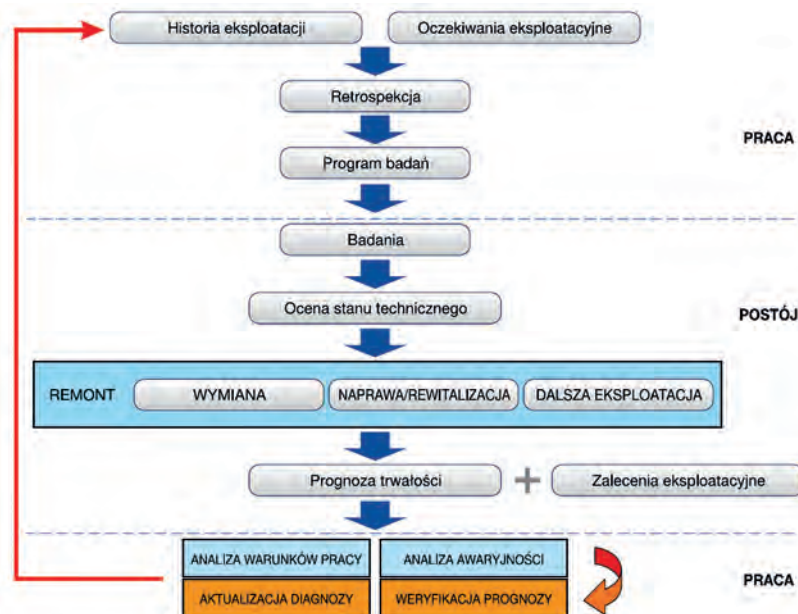 Historia eksploatacji
Oczekiwania eksploatacyjne
Retrospekcja
PRACA
Program badań
Badania
Ocena stanu technicznego
POSTÓJ
REMONT
WYMIANA
NAPRAWA/REWITALIZACJA
DALSZA EKSPLOATACJA
Prognoza trwałości
+
Zalecenia eksploatacyjne
ANALIZA WARUNKÓW PRACY
ANALIZA AWARYJNOŚCI
PRACA
AKTUALIZACJA DIAGNOZY
WERYFIKACJA PROGNOZY